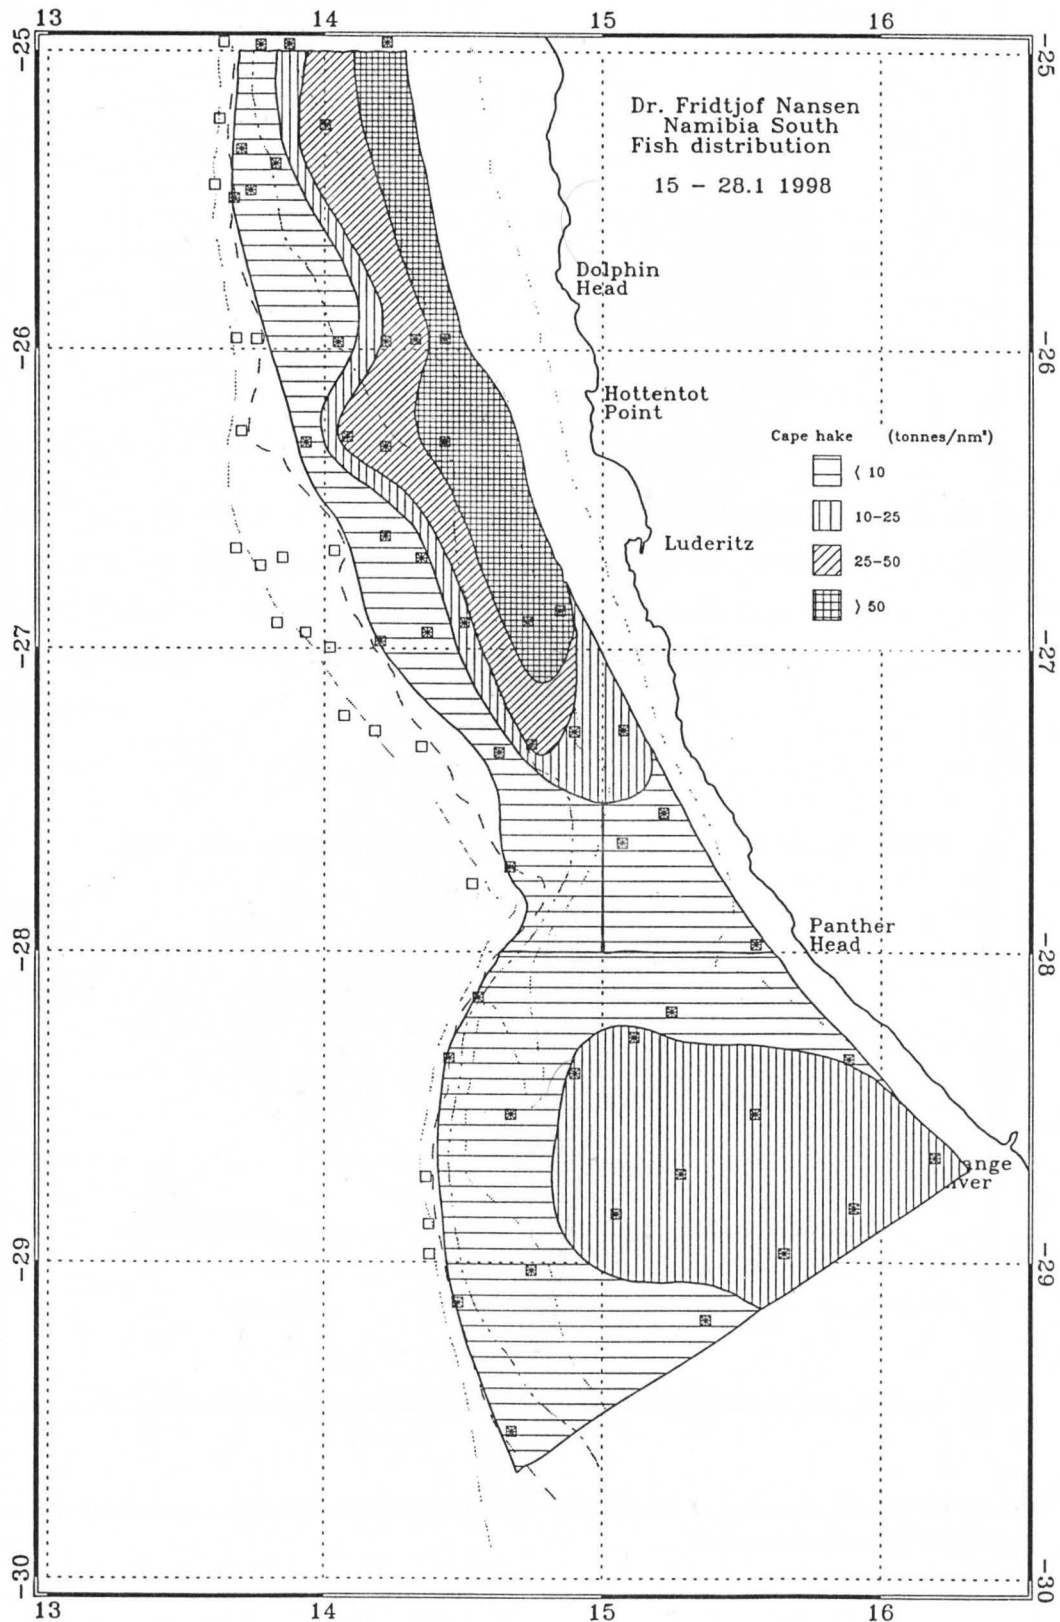 13 14 15 16
-25 -25
Dr. Fridtjof Nansen
Namibia South
Fish distribution
15 - 28.1 1998
Dolphin
Head
-26 -26
Hottentot
Point
Cape hake (tonnes/nm²)
< 10
10-25
Luderitz
25-50
> 50
-27 -27
Panther
Head
-28 -28
ange
iver
-29 -29
-30 -30
13 14 15 16